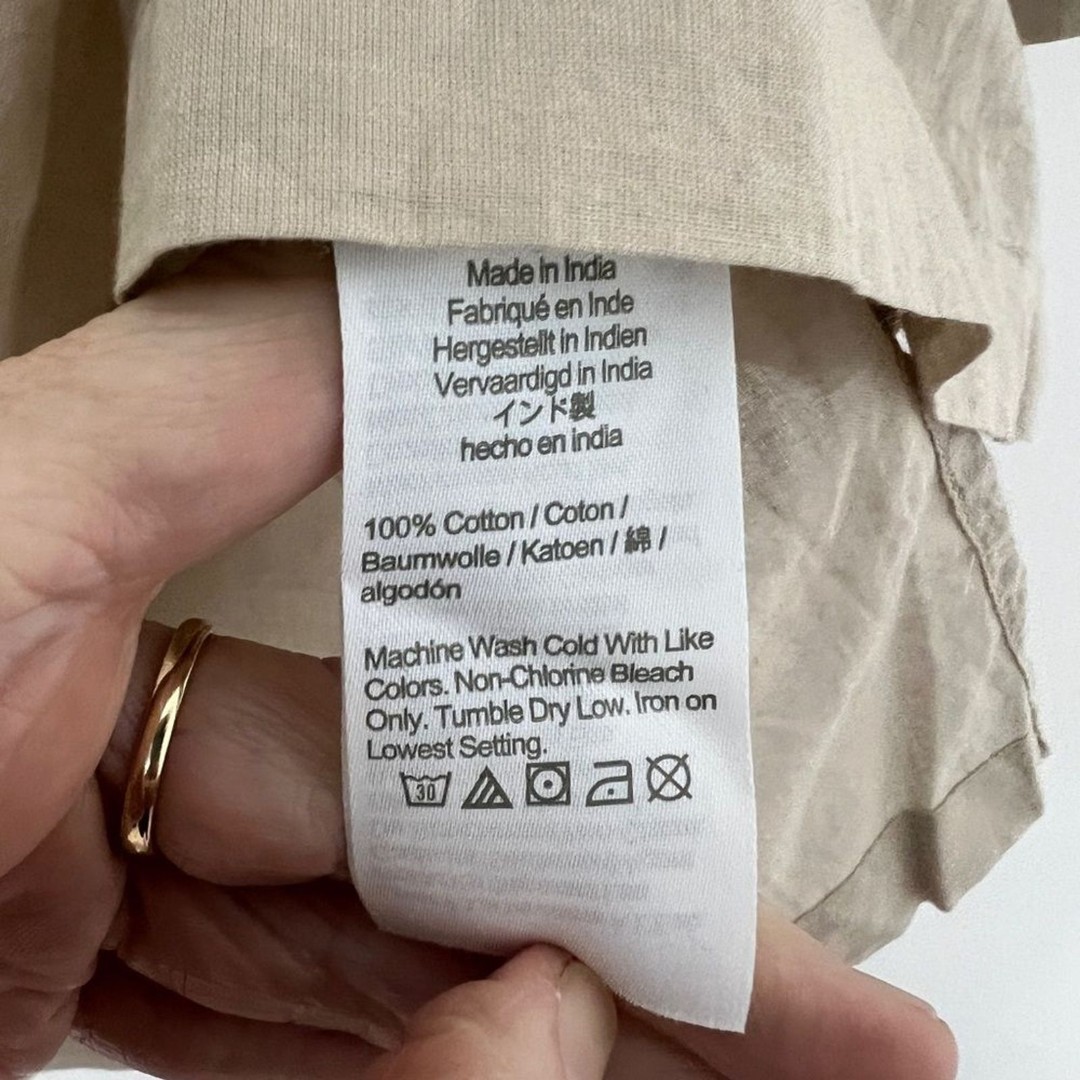 Made in India
Fabriqué en Inde
Hergestellt in Indien
Vervaardigd in India
インド製
hecho en india
100% Cotton / Coton /
Baumwolle / Katoen / 綿 /
algodón
Machine Wash Cold With Like
Colors. Non-Chlorine Bleach
Only. Tumble Dry Low. Iron on
Lowest Setting.
30